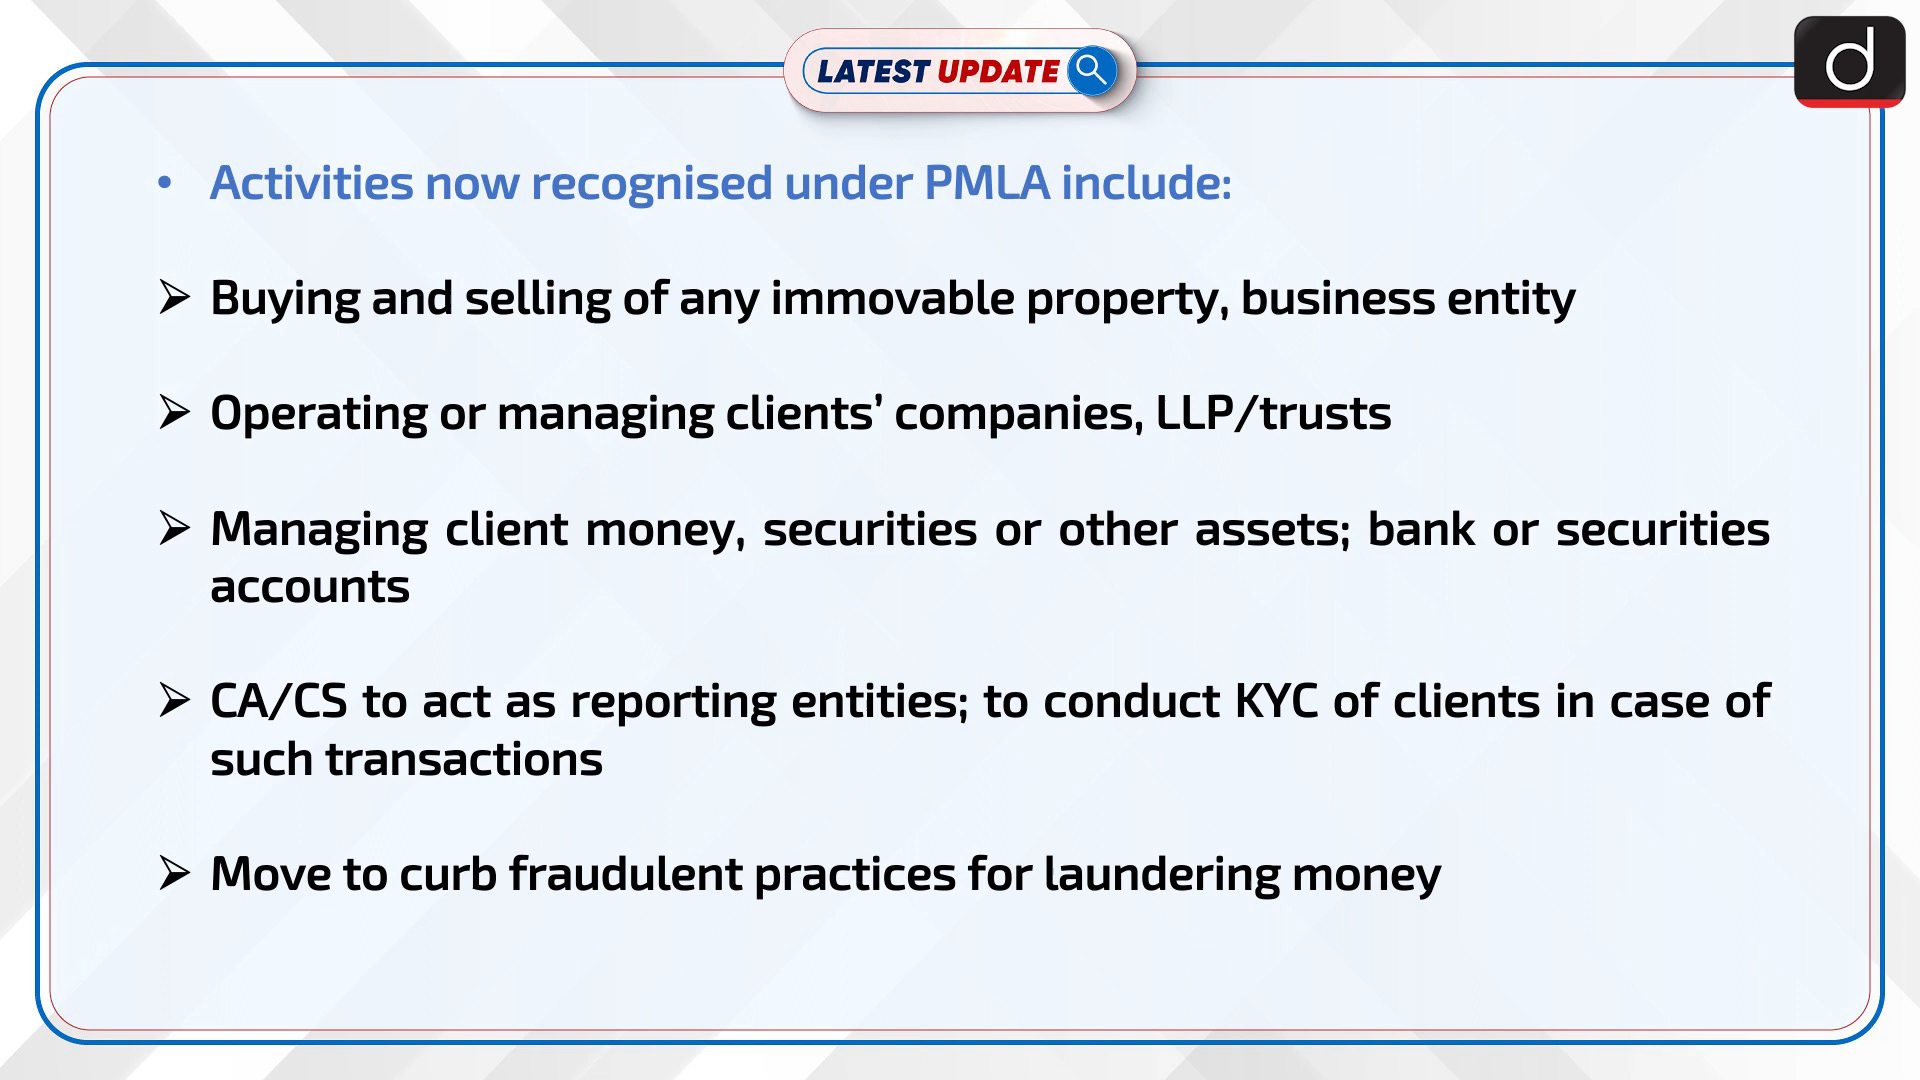 LATEST UPDATE
d
• Activities now recognised under PMLA include:
➢ Buying and selling of any immovable property, business entity
➢ Operating or managing clients’ companies, LLP/trusts
➢ Managing client money, securities or other assets; bank or securities
accounts
➢ CA/CS to act as reporting entities; to conduct KYC of clients in case of
such transactions
➢ Move to curb fraudulent practices for laundering money